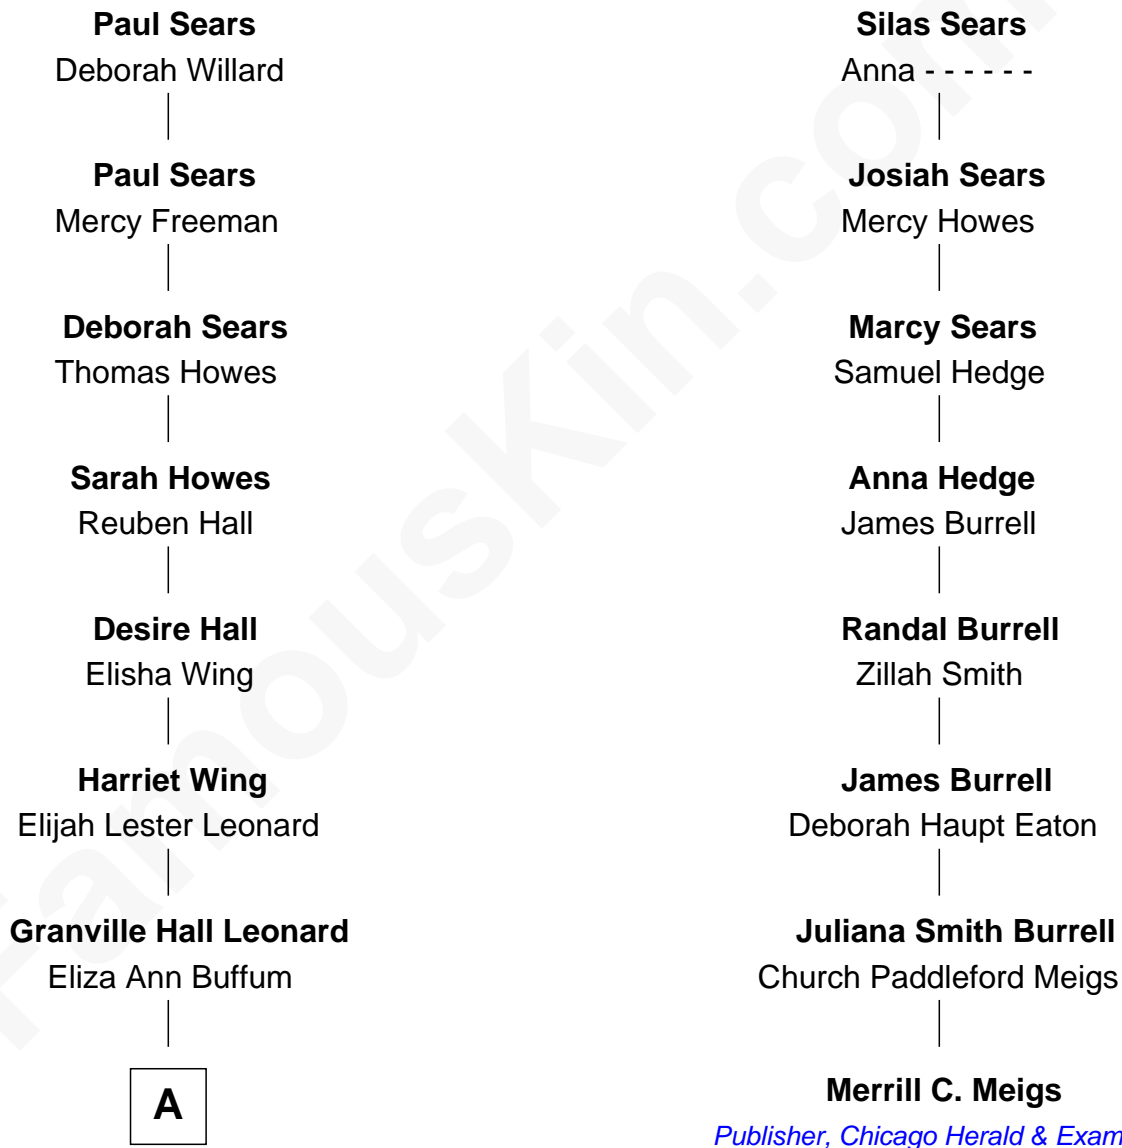 Paul Sears
Deborah Willard
Paul Sears
Mercy Freeman
Deborah Sears
Thomas Howes
Sarah Howes
Reuben Hall
Desire Hall
Elisha Wing
Harriet Wing
Elijah Lester Leonard
Granville Hall Leonard
Eliza Ann Buffum
A
Silas Sears
Anna - - - - - -
Josiah Sears
Mercy Howes
Marcy Sears
Samuel Hedge
Anna Hedge
James Burrell
Randal Burrell
Zillah Smith
James Burrell
Deborah Haupt Eaton
Juliana Smith Burrell
Church Paddleford Meigs
Merrill C. Meigs
Publisher, Chicago Herald & Exam
FamousKin.com